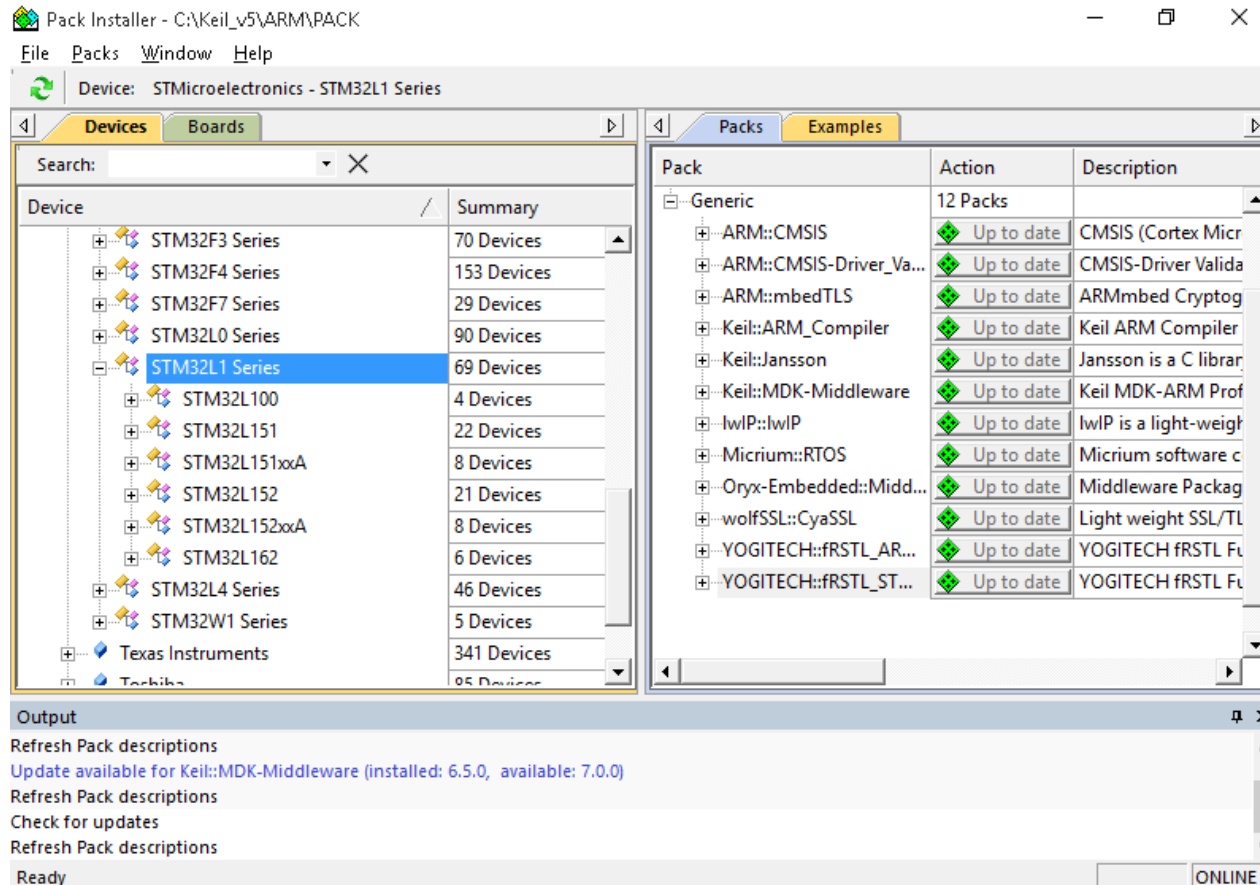 Pack Installer - C:\Keil_v5\ARM\PACK
File Packs Window Help
Device: STMicroelectronics - STM32L1 Series
Devices Boards
Search:
Device Summary
STM32F3 Series 70 Devices
STM32F4 Series 153 Devices
STM32F7 Series 29 Devices
STM32L0 Series 90 Devices
STM32L1 Series 69 Devices
STM32L100 4 Devices
STM32L151 22 Devices
STM32L151xxA 8 Devices
STM32L152 21 Devices
STM32L152xxA 8 Devices
STM32L162 6 Devices
STM32L4 Series 46 Devices
STM32W1 Series 5 Devices
Texas Instruments 341 Devices
Toshiba 85 Devices
Packs Examples
Pack Action Description
Generic 12 Packs
ARM::CMSIS Up to date CMSIS (Cortex Micr
ARM::CMSIS-Driver_Va... Up to date CMSIS-Driver Valida
ARM::mbedTLS Up to date ARMmbed Cryptog
Keil::ARM_Compiler Up to date Keil ARM Compiler
Keil::Jansson Up to date Jansson is a C librar
Keil::MDK-Middleware Up to date Keil MDK-ARM Prof
lwIP::lwIP Up to date lwIP is a light-weigh
Micrium::RTOS Up to date Micrium software c
Oryx-Embedded::Midd... Up to date Middleware Packag
wolfSSL::CyaSSL Up to date Light weight SSL/TL
YOGITECH::fRSTL_AR... Up to date YOGITECH fRSTL Fu
YOGITECH::fRSTL_ST... Up to date YOGITECH fRSTL Fu
Output
Refresh Pack descriptions
Update available for Keil::MDK-Middleware (installed: 6.5.0, available: 7.0.0)
Refresh Pack descriptions
Check for updates
Refresh Pack descriptions
Ready ONLINE